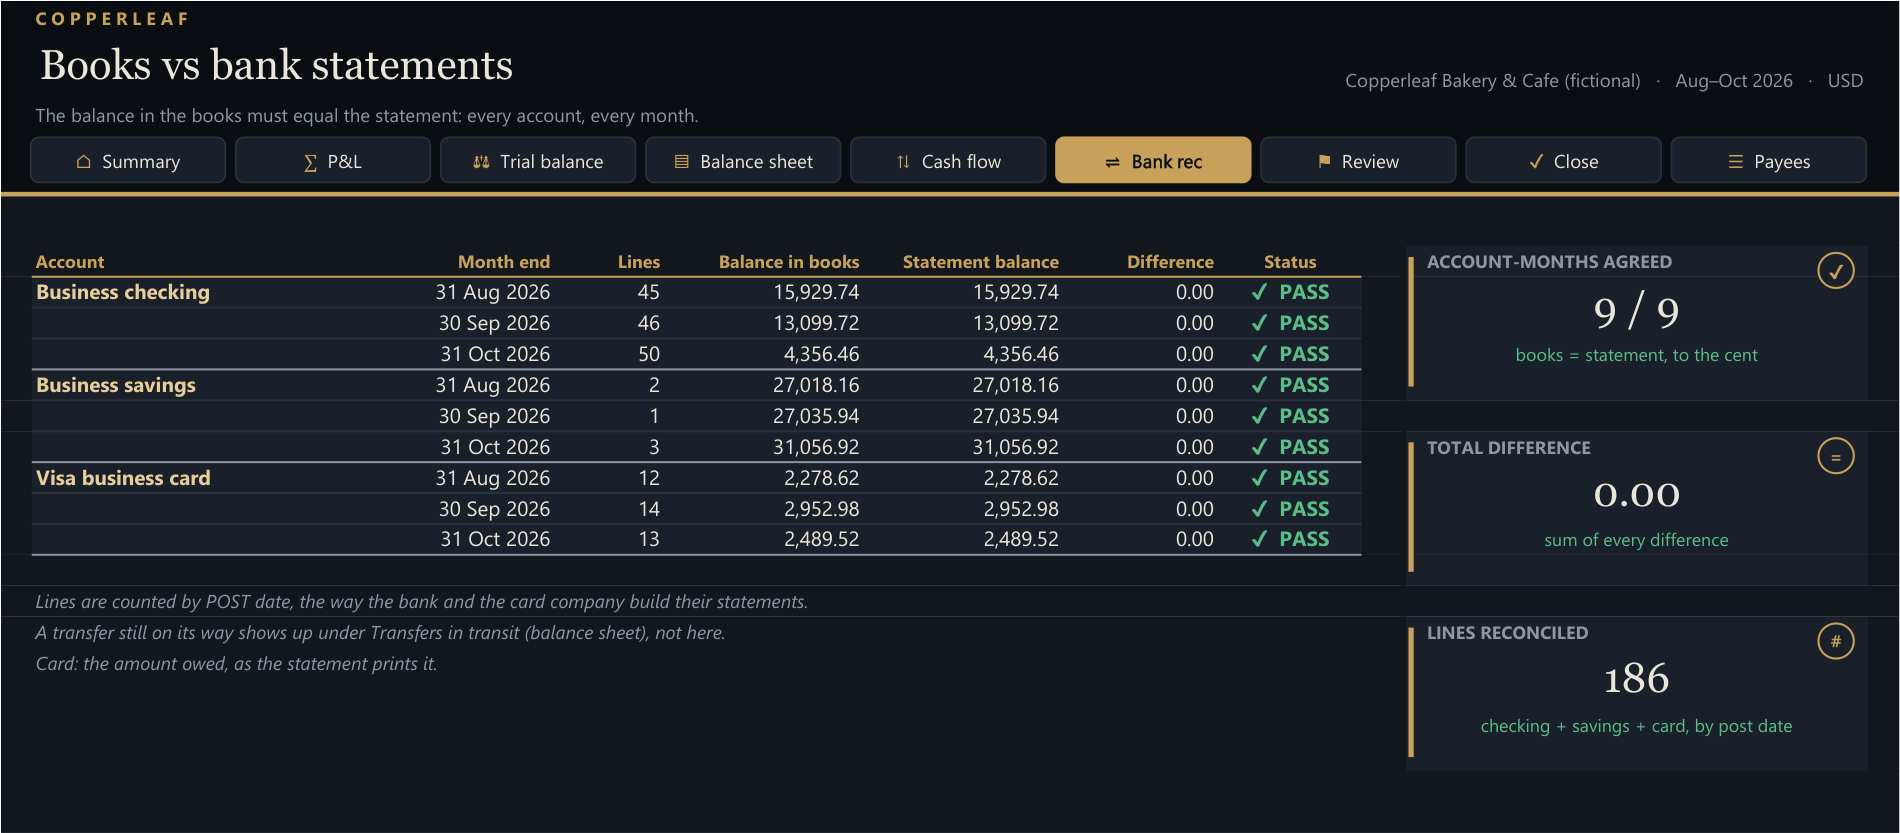 COPPERLEAF
Books vs bank statements
Copperleaf Bakery & Cafe (fictional) · Aug–Oct 2026 · USD
The balance in the books must equal the statement: every account, every month.
⌂ Summary ∑ P&L ⚖ Trial balance ▤ Balance sheet ↑↓ Cash flow ⇌ Bank rec ⚑ Review ✓ Close ☰ Payees
Account Month end Lines Balance in books Statement balance Difference Status
Business checking 31 Aug 2026 45 15,929.74 15,929.74 0.00 ✓ PASS
30 Sep 2026 46 13,099.72 13,099.72 0.00 ✓ PASS
31 Oct 2026 50 4,356.46 4,356.46 0.00 ✓ PASS
Business savings 31 Aug 2026 2 27,018.16 27,018.16 0.00 ✓ PASS
30 Sep 2026 1 27,035.94 27,035.94 0.00 ✓ PASS
31 Oct 2026 3 31,056.92 31,056.92 0.00 ✓ PASS
Visa business card 31 Aug 2026 12 2,278.62 2,278.62 0.00 ✓ PASS
30 Sep 2026 14 2,952.98 2,952.98 0.00 ✓ PASS
31 Oct 2026 13 2,489.52 2,489.52 0.00 ✓ PASS
Lines are counted by POST date, the way the bank and the card company build their statements.
A transfer still on its way shows up under Transfers in transit (balance sheet), not here.
Card: the amount owed, as the statement prints it.
ACCOUNT-MONTHS AGREED ✓
9 / 9
books = statement, to the cent
TOTAL DIFFERENCE =
0.00
sum of every difference
LINES RECONCILED #
186
checking + savings + card, by post date